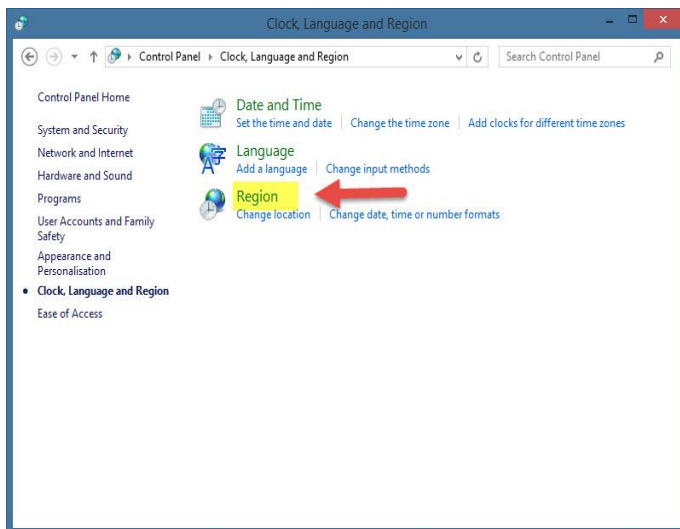 Clock, Language and Region
Control Panel Clock, Language and Region
Search Control Panel
Control Panel Home
System and Security
Network and Internet
Hardware and Sound
Programs
User Accounts and Family
Safety
Appearance and
Personalisation
Clock, Language and Region
Ease of Access
Date and Time
Set the time and date Change the time zone Add clocks for different time zones
Language
Add a language Change input methods
Region
Change location Change date, time or number formats